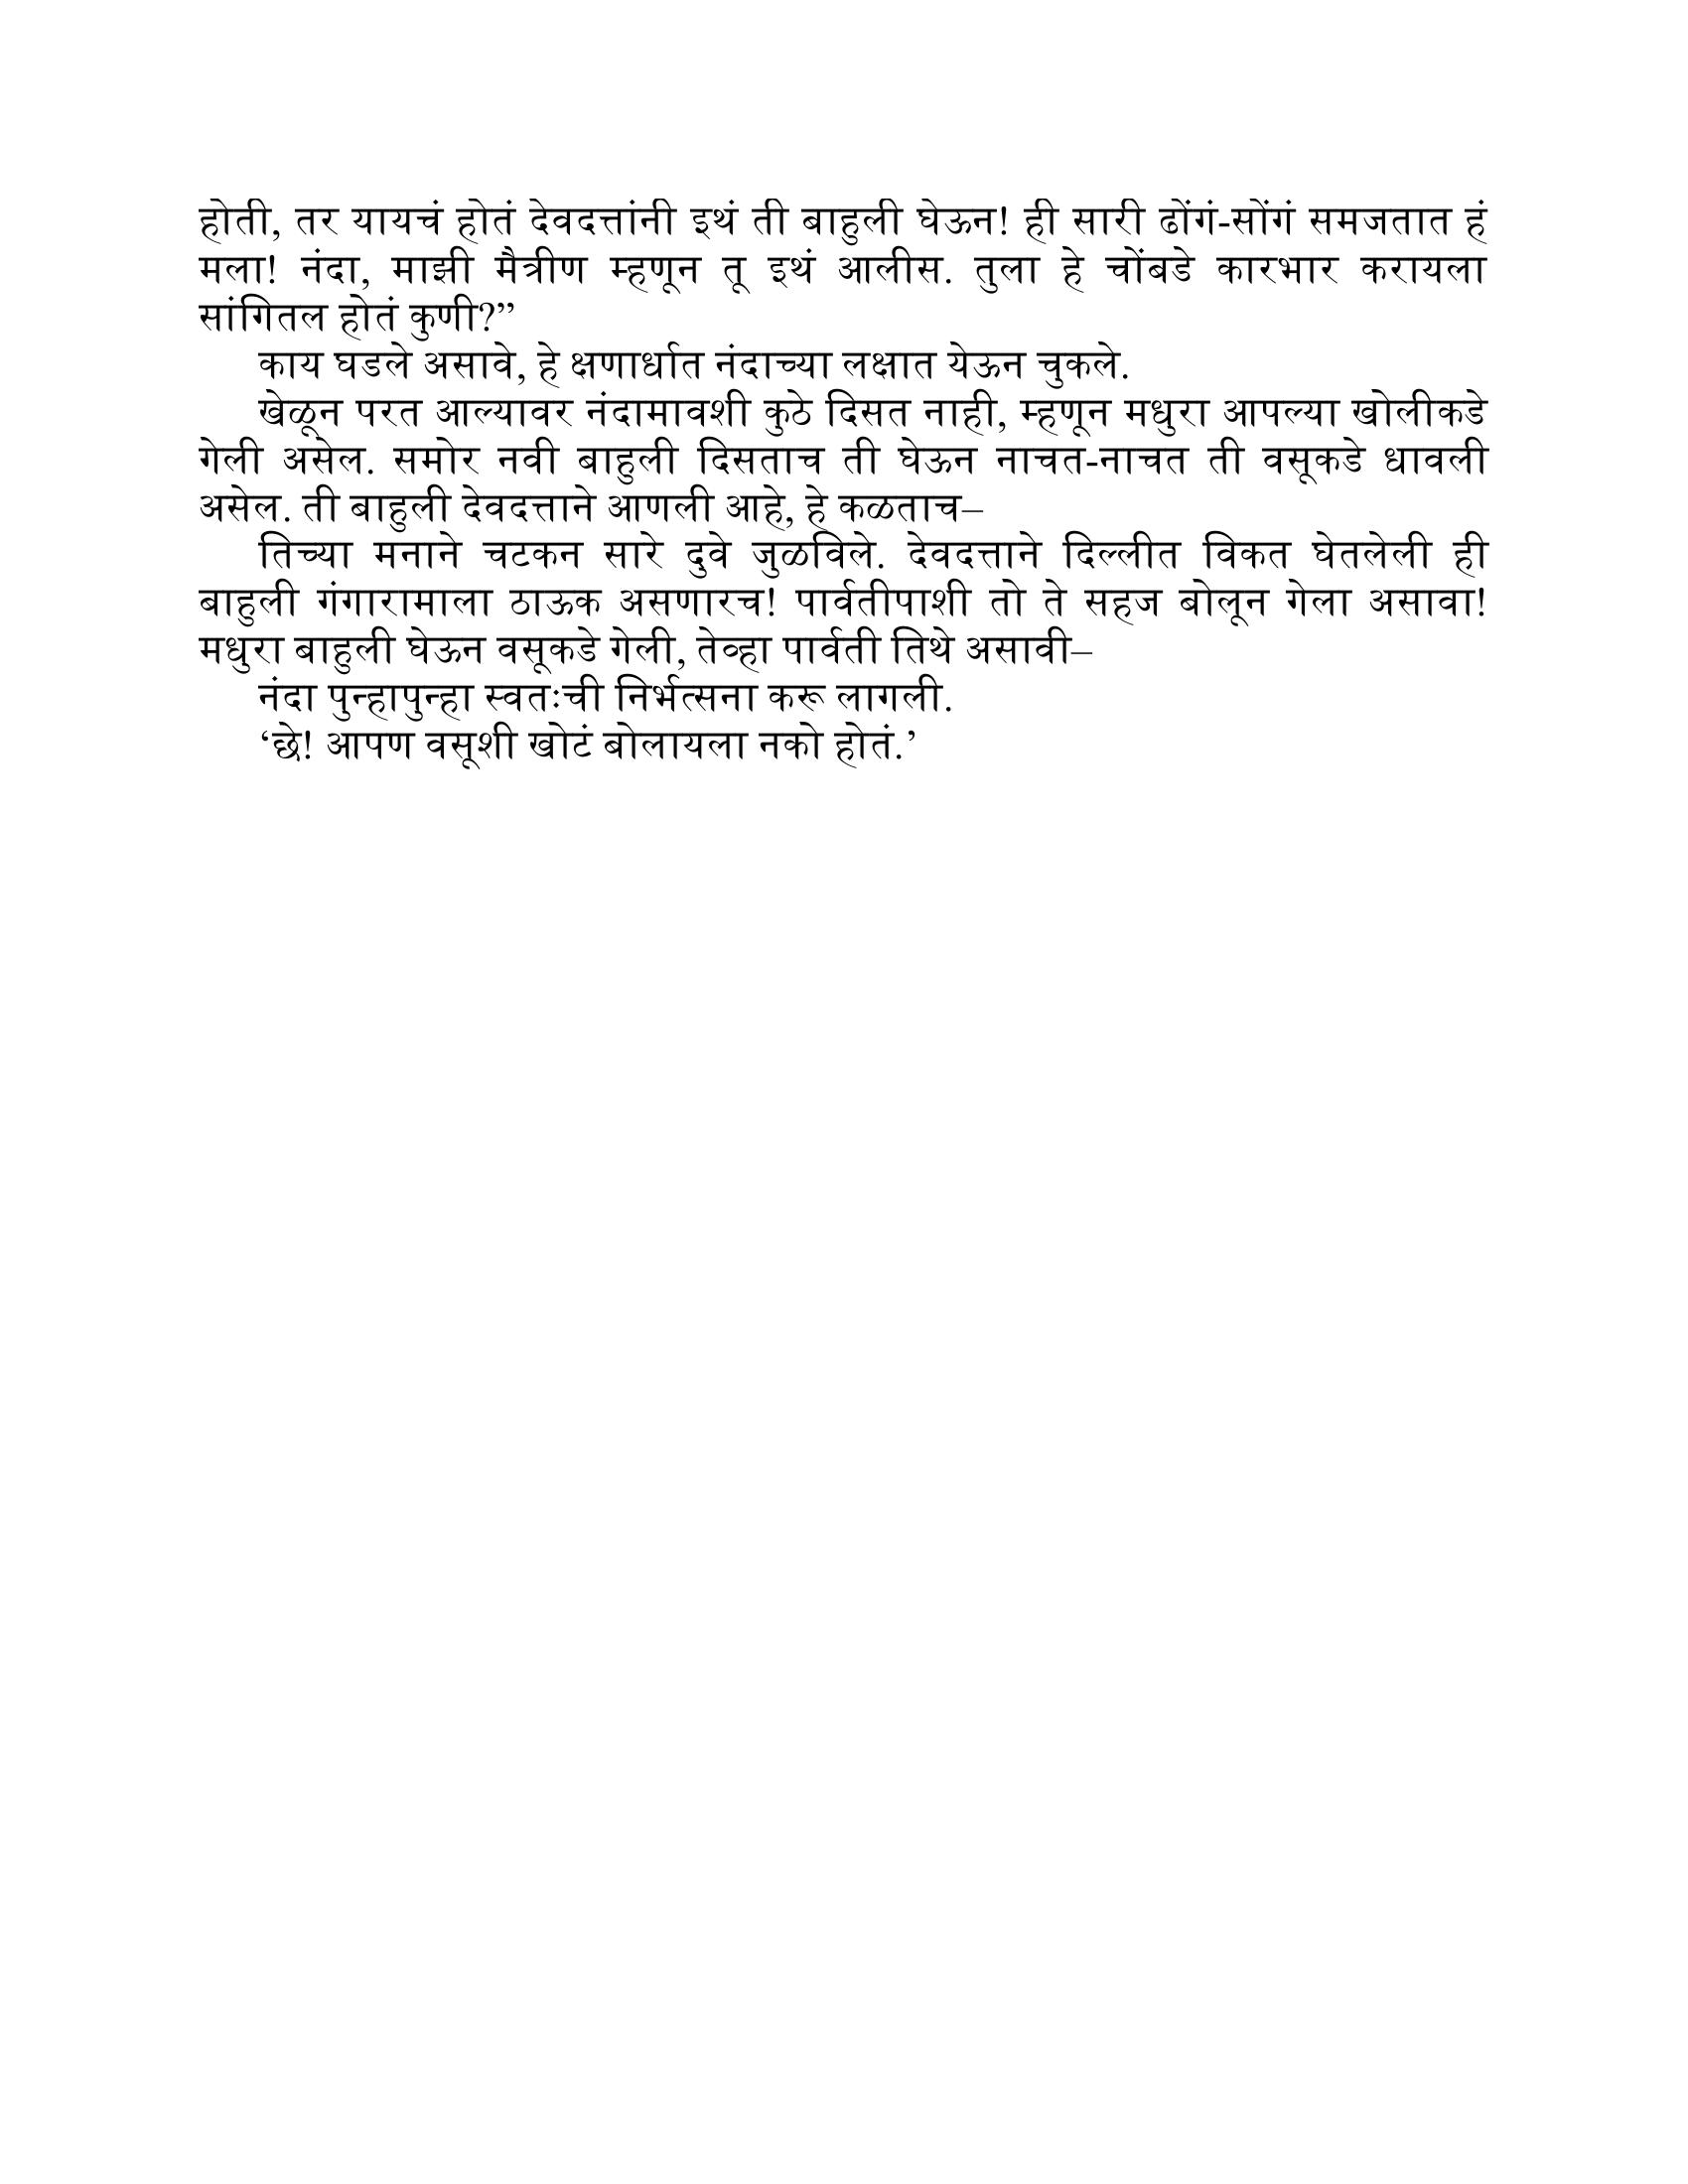 होती, तर यायचं होतं देवदत्तांनी इथं ती बाहुली घेऊन! ही सारी ढोंगं-सोंगं समजतात हं
मला! नंदा, माझी मैत्रीण म्हणून तू इथं आलीस. तुला हे चोंबडे कारभार करायला
सांगितल होतं कुणी?”
काय घडले असावे, हे क्षणार्धात नंदाच्या लक्षात येऊन चुकले.
खेळून परत आल्यावर नंदामावशी कुठे दिसत नाही, म्हणून मधुरा आपल्या खोलीकडे
गेली असेल. समोर नवी बाहुली दिसताच ती घेऊन नाचत-नाचत ती वसूकडे धावली
असेल. ती बाहुली देवदत्ताने आणली आहे, हे कळताच–
तिच्या मनाने चटकन सारे दुवे जुळविले. देवदत्ताने दिल्लीत विकत घेतलेली ही
बाहुली गंगारामाला ठाऊक असणारच! पार्वतीपाशी तो ते सहज बोलून गेला असावा!
मधुरा बाहुली घेऊन वसूकडे गेली, तेव्हा पार्वती तिथे असावी–
नंदा पुन्हापुन्हा स्वतःची निर्भत्सना करू लागली.
‘छे! आपण वसूशी खोटं बोलायला नको होतं.’